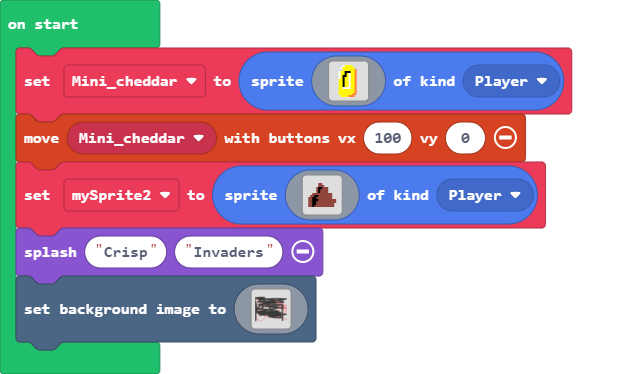 on start
set Mini_cheddar to sprite of kind Player
move Mini_cheddar with buttons vx 100 vy 0
set mySprite2 to sprite of kind Player
splash "Crisp" "Invaders"
set background image to